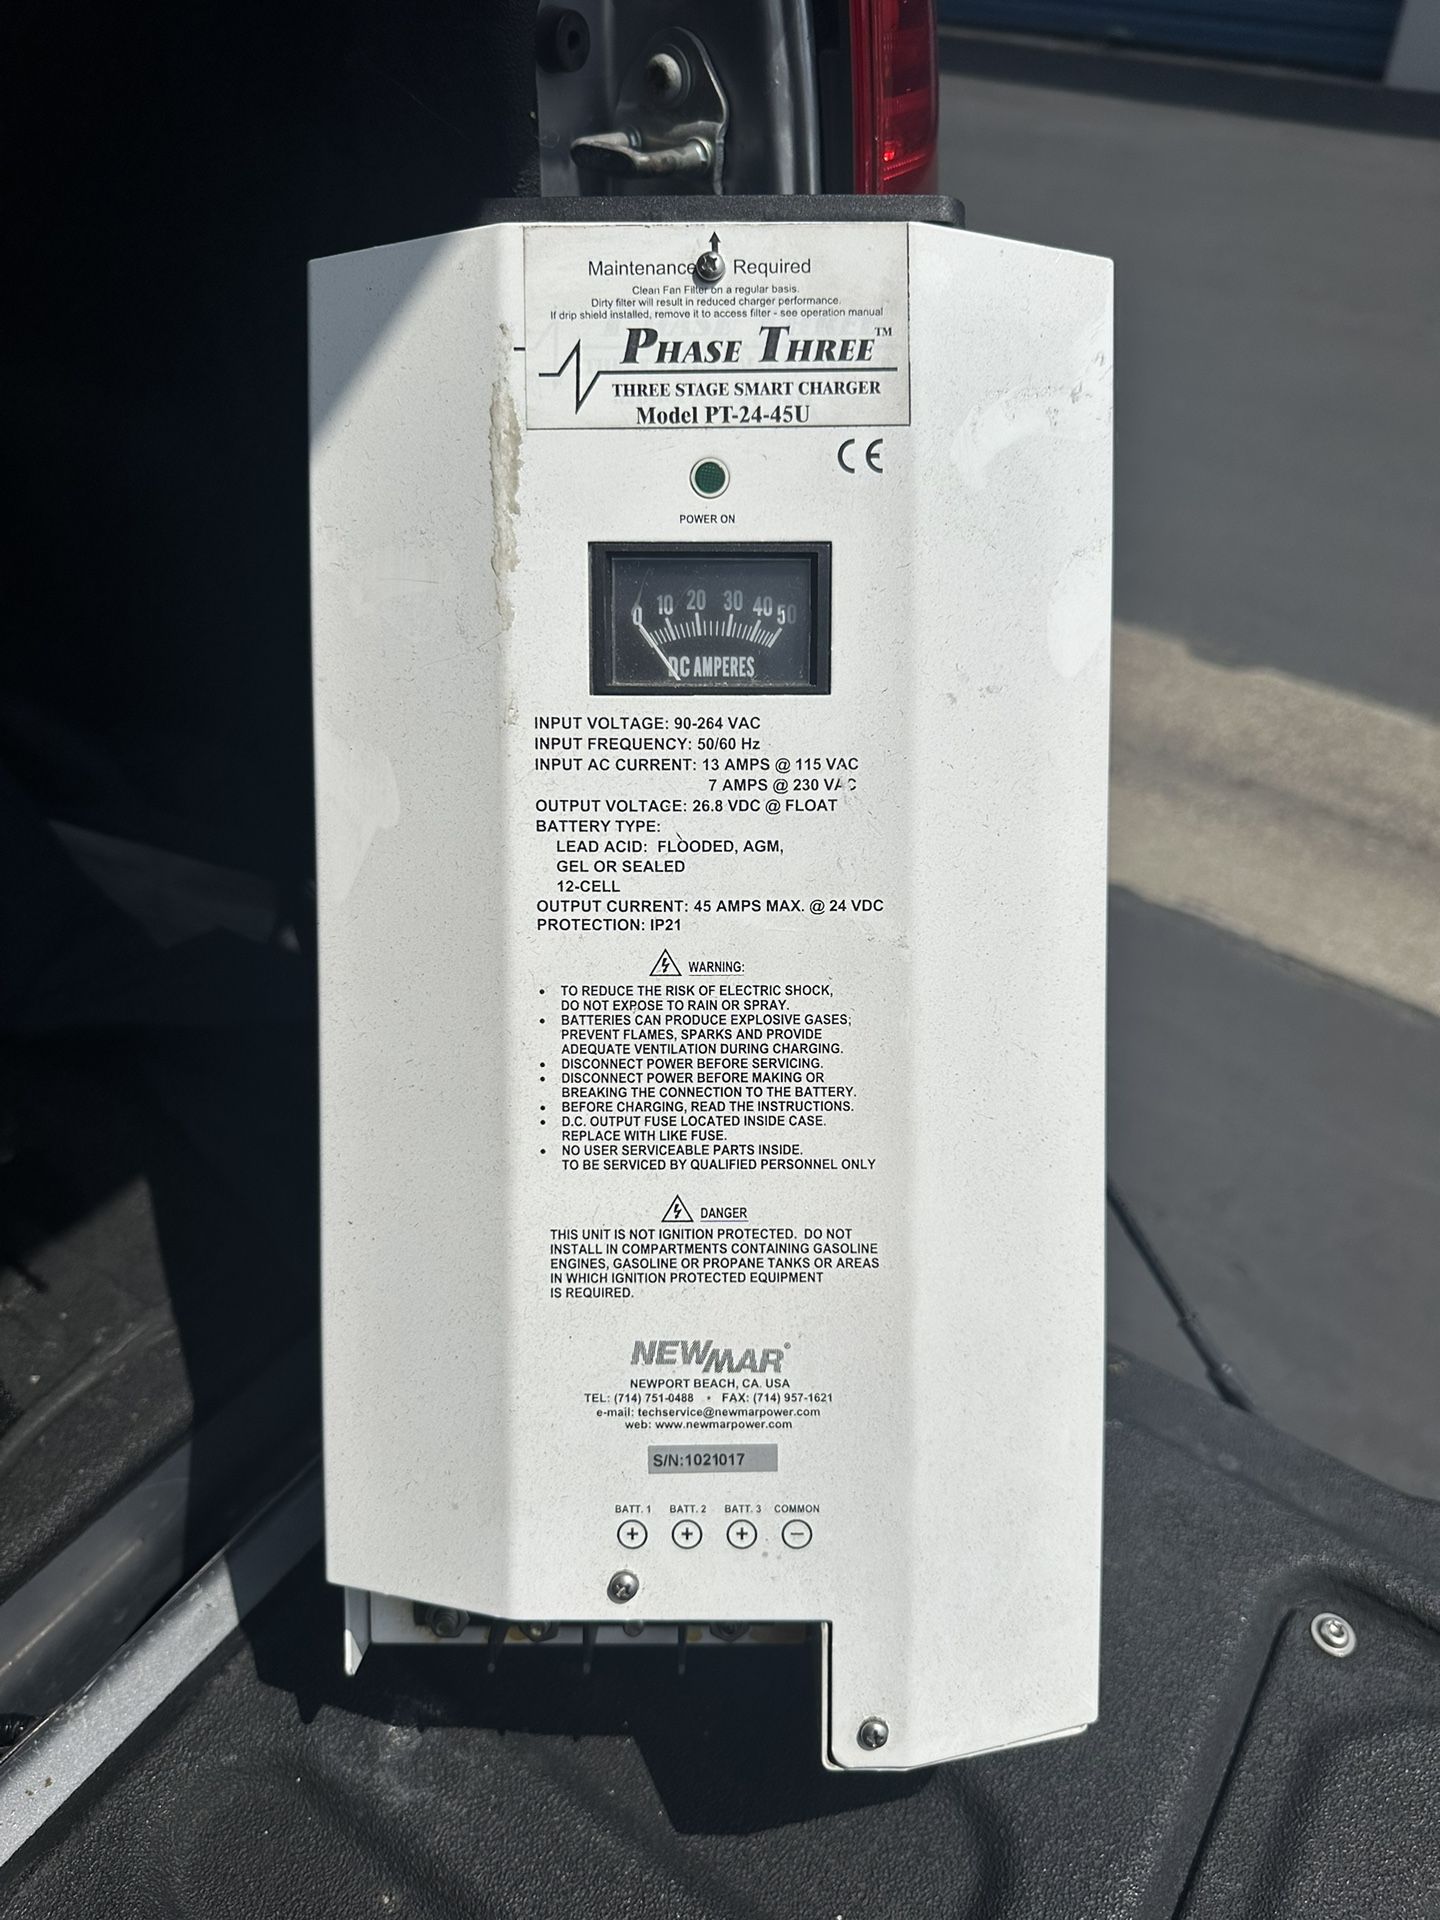 Maintenance Required
Clean Fan Filter on a regular basis.
Dirty filter will result in reduced charger performance.
If drip shield installed, remove it to access filter - see operation manual
PHASE THREE™
THREE STAGE SMART CHARGER
Model PT-24-45U
CE
POWER ON
0 10 20 30 40 50
DC AMPERES
INPUT VOLTAGE: 90-264 VAC
INPUT FREQUENCY: 50/60 Hz
INPUT AC CURRENT: 13 AMPS @ 115 VAC
7 AMPS @ 230 VAC
OUTPUT VOLTAGE: 26.8 VDC @ FLOAT
BATTERY TYPE:
LEAD ACID: FLOODED, AGM,
GEL OR SEALED
12-CELL
OUTPUT CURRENT: 45 AMPS MAX. @ 24 VDC
PROTECTION: IP21
WARNING:
• TO REDUCE THE RISK OF ELECTRIC SHOCK,
DO NOT EXPOSE TO RAIN OR SPRAY.
• BATTERIES CAN PRODUCE EXPLOSIVE GASES;
PREVENT FLAMES, SPARKS AND PROVIDE
ADEQUATE VENTILATION DURING CHARGING.
• DISCONNECT POWER BEFORE SERVICING.
• DISCONNECT POWER BEFORE MAKING OR
BREAKING THE CONNECTION TO THE BATTERY.
• BEFORE CHARGING, READ THE INSTRUCTIONS.
• D.C. OUTPUT FUSE LOCATED INSIDE CASE.
REPLACE WITH LIKE FUSE.
• NO USER SERVICEABLE PARTS INSIDE.
TO BE SERVICED BY QUALIFIED PERSONNEL ONLY
DANGER
THIS UNIT IS NOT IGNITION PROTECTED. DO NOT
INSTALL IN COMPARTMENTS CONTAINING GASOLINE
ENGINES, GASOLINE OR PROPANE TANKS OR AREAS
IN WHICH IGNITION PROTECTED EQUIPMENT
IS REQUIRED.
NEWMAR®
NEWPORT BEACH, CA. USA
TEL: (714) 751-0488 • FAX: (714) 957-1621
e-mail: techservice@newmarpower.com
web: www.newmarpower.com
S/N:1021017
BATT. 1 BATT. 2 BATT. 3 COMMON
+ + + −